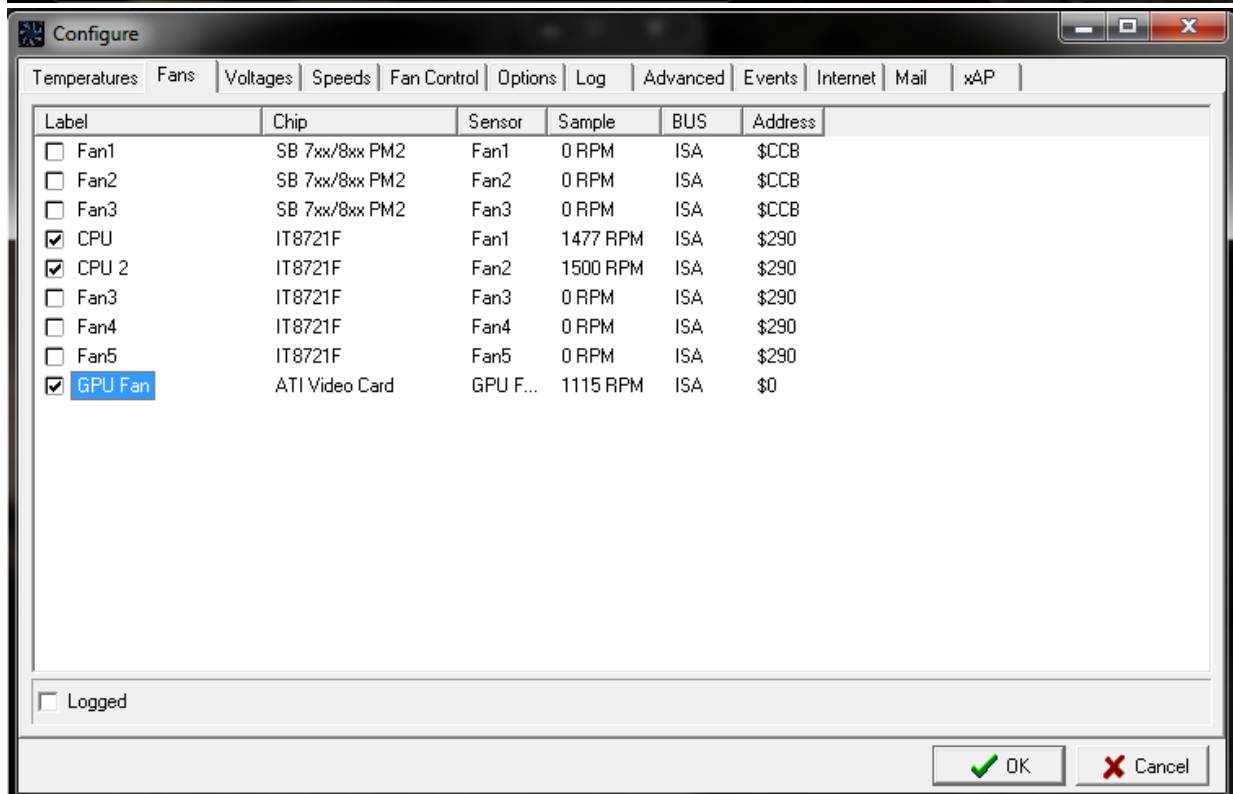 Configure
Temperatures Fans Voltages Speeds Fan Control Options Log Advanced Events Internet Mail xAP
Label Chip Sensor Sample BUS Address
Fan1 SB 7xx/8xx PM2 Fan1 0 RPM ISA $CCB
Fan2 SB 7xx/8xx PM2 Fan2 0 RPM ISA $CCB
Fan3 SB 7xx/8xx PM2 Fan3 0 RPM ISA $CCB
CPU IT8721F Fan1 1477 RPM ISA $290
CPU 2 IT8721F Fan2 1500 RPM ISA $290
Fan3 IT8721F Fan3 0 RPM ISA $290
Fan4 IT8721F Fan4 0 RPM ISA $290
Fan5 IT8721F Fan5 0 RPM ISA $290
GPU Fan ATI Video Card GPU F... 1115 RPM ISA $0
Logged
OK Cancel